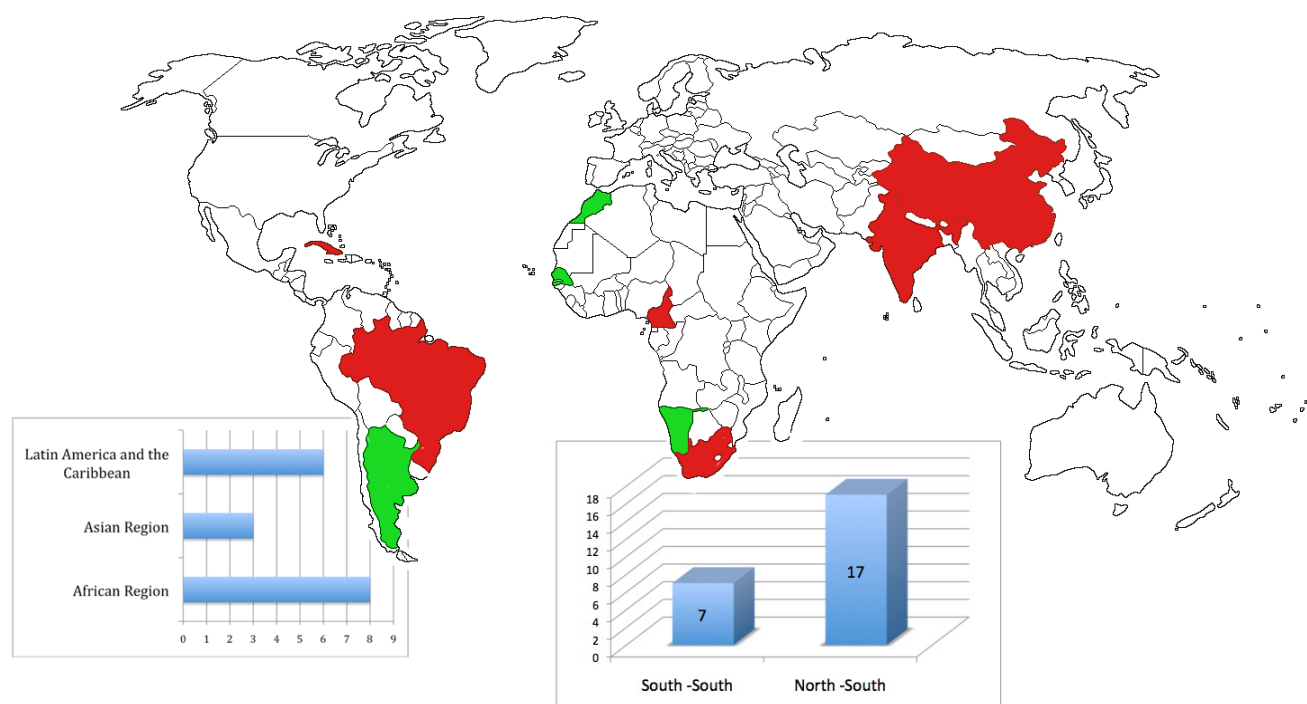 Latin America and the
Caribbean
Asian Region
African Region
0 1 2 3 4 5 6 7 8 9
18
16
14
12
10
8
6
4
2
0
7
17
South -South
North -South